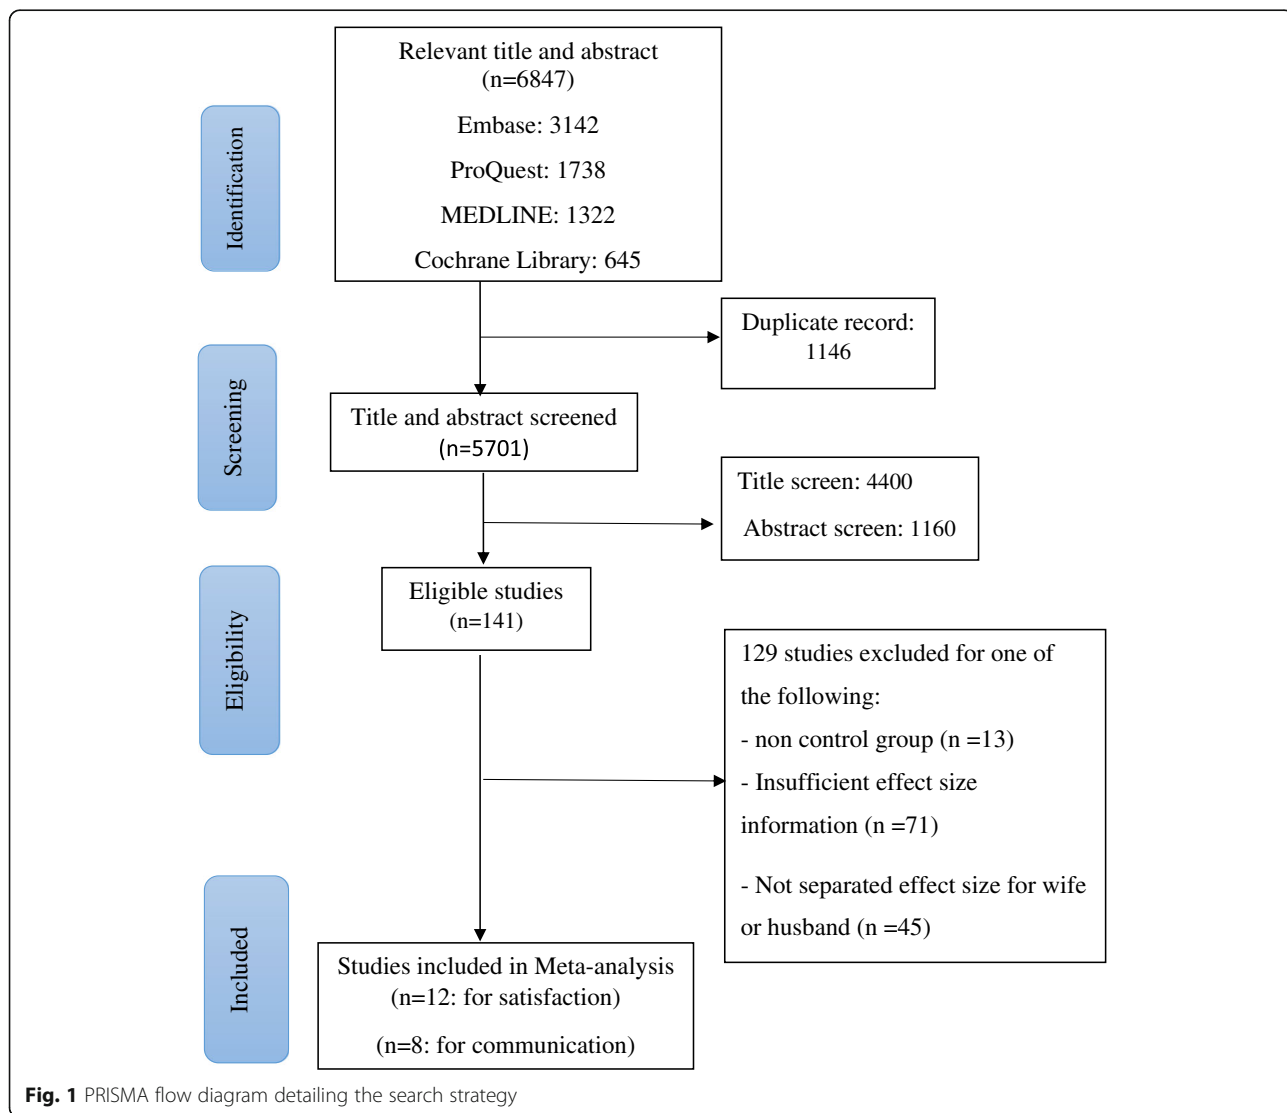 Relevant title and abstract
(n=6847)
Embase: 3142
ProQuest: 1738
MEDLINE: 1322
Cochrane Library: 645
Identification
Duplicate record:
1146
Screening
Title and abstract screened
(n=5701)
Title screen: 4400
Abstract screen: 1160
Eligibility
Eligible studies
(n=141)
129 studies excluded for one of
the following:
- non control group (n =13)
- Insufficient effect size
information (n =71)
- Not separated effect size for wife
or husband (n =45)
Included
Studies included in Meta-analysis
(n=12: for satisfaction)
(n=8: for communication)
Fig. 1 PRISMA flow diagram detailing the search strategy